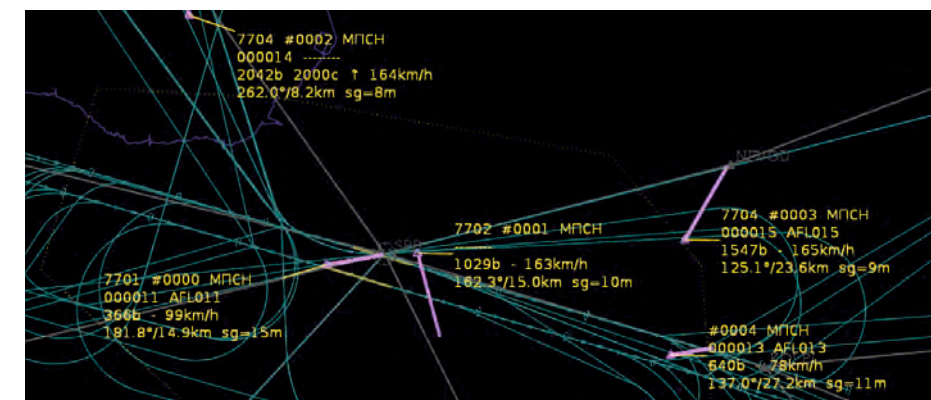 7704 #0002 МПСН
000014 --------
2042b 2000c ↑ 164km/h
262.0°/8.2km sg=8m
7702 #0001 МПСН
--------
1029b - 163km/h
162.3°/15.0km sg=10m
7704 #0003 МПСН
000015 AFL015
1547b - 165km/h
125.1°/23.6km sg=9m
7701 #0000 МПСН
000011 AFL011
366b - 99km/h
181.8°/14.9km sg=15m
#0004 МПСН
000013 AFL013
640b - 78km/h
137.0°/27.2km sg=11m